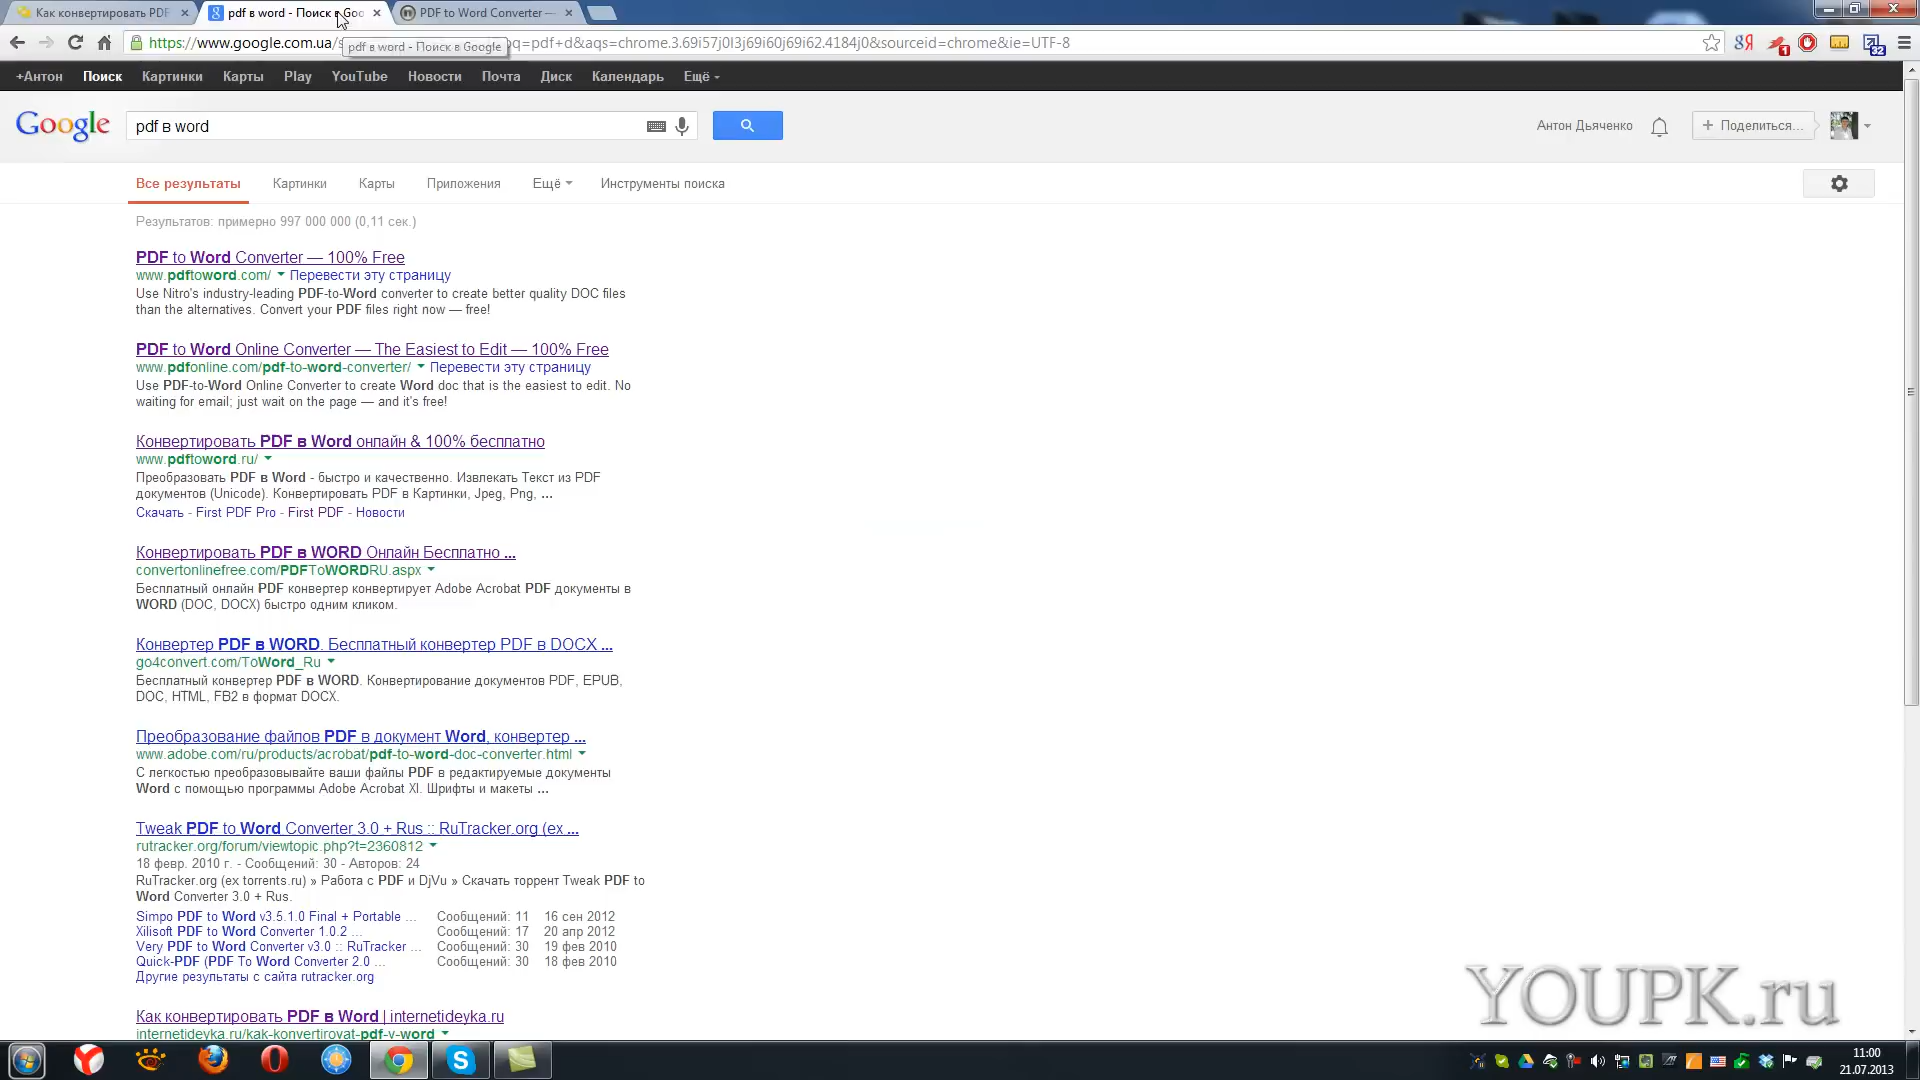 Как конвертировать PDF
pdf в word - Поиск в Goo
PDF to Word Converter —
https://www.google.com.ua/s
pq=pdf+d&aqs=chrome.3.69i57j0l3j69i60j69i62.4184j0&sourceid=chrome&ie=UTF-8
pdf в word - Поиск в Google
+Антон Поиск Картинки Карты Play YouTube Новости Почта Диск Календарь Ещё
Google pdf в word Антон Дьяченко + Поделиться...
Все результаты Картинки Карты Приложения Ещё Инструменты поиска
Результатов: примерно 997 000 000 (0,11 сек.)
PDF to Word Converter — 100% Free
www.pdftoword.com/ Перевести эту страницу
Use Nitro's industry-leading PDF-to-Word converter to create better quality DOC files
than the alternatives. Convert your PDF files right now — free!
PDF to Word Online Converter — The Easiest to Edit — 100% Free
www.pdfonline.com/pdf-to-word-converter/ Перевести эту страницу
Use PDF-to-Word Online Converter to create Word doc that is the easiest to edit. No
waiting for email; just wait on the page — and it's free!
Конвертировать PDF в Word онлайн & 100% бесплатно
www.pdftoword.ru/
Преобразовать PDF в Word - быстро и качественно. Извлекать Текст из PDF
документов (Unicode). Конвертировать PDF в Картинки, Jpeg, Png, ...
Скачать - First PDF Pro - First PDF - Новости
Конвертировать PDF в WORD Онлайн Бесплатно ...
convertonlinefree.com/PDFToWORDRU.aspx
Бесплатный онлайн PDF конвертер конвертирует Adobe Acrobat PDF документы в
WORD (DOC, DOCX) быстро одним кликом.
Конвертер PDF в WORD. Бесплатный конвертер PDF в DOCX ...
go4convert.com/ToWord_Ru
Бесплатный конвертер PDF в WORD. Конвертирование документов PDF, EPUB,
DOC, HTML, FB2 в формат DOCX.
Преобразование файлов PDF в документ Word, конвертер ...
www.adobe.com/ru/products/acrobat/pdf-to-word-doc-converter.html
С легкостью преобразовывайте ваши файлы PDF в редактируемые документы
Word с помощью программы Adobe Acrobat XI. Шрифты и макеты ...
Tweak PDF to Word Converter 3.0 + Rus :: RuTracker.org (ex ...
rutracker.org/forum/viewtopic.php?t=2360812
18 февр. 2010 г. - Сообщений: 30 - Авторов: 24
RuTracker.org (ex torrents.ru) » Работа с PDF и DjVu » Скачать торрент Tweak PDF to
Word Converter 3.0 + Rus.
Simpo PDF to Word v3.5.1.0 Final + Portable ... Сообщений: 11 16 сен 2012
Xilisoft PDF to Word Converter 1.0.2 ... Сообщений: 17 20 апр 2012
Very PDF to Word Converter v3.0 :: RuTracker ... Сообщений: 30 19 фев 2010
Quick-PDF (PDF To Word Converter 2.0 ... Сообщений: 30 18 фев 2010
Другие результаты с сайта rutracker.org
Как конвертировать PDF в Word | internetideyka.ru
internetideyka.ru/kak-konvertirovat-pdf-v-word
YOUPK.ru
11:00
21.07.2013